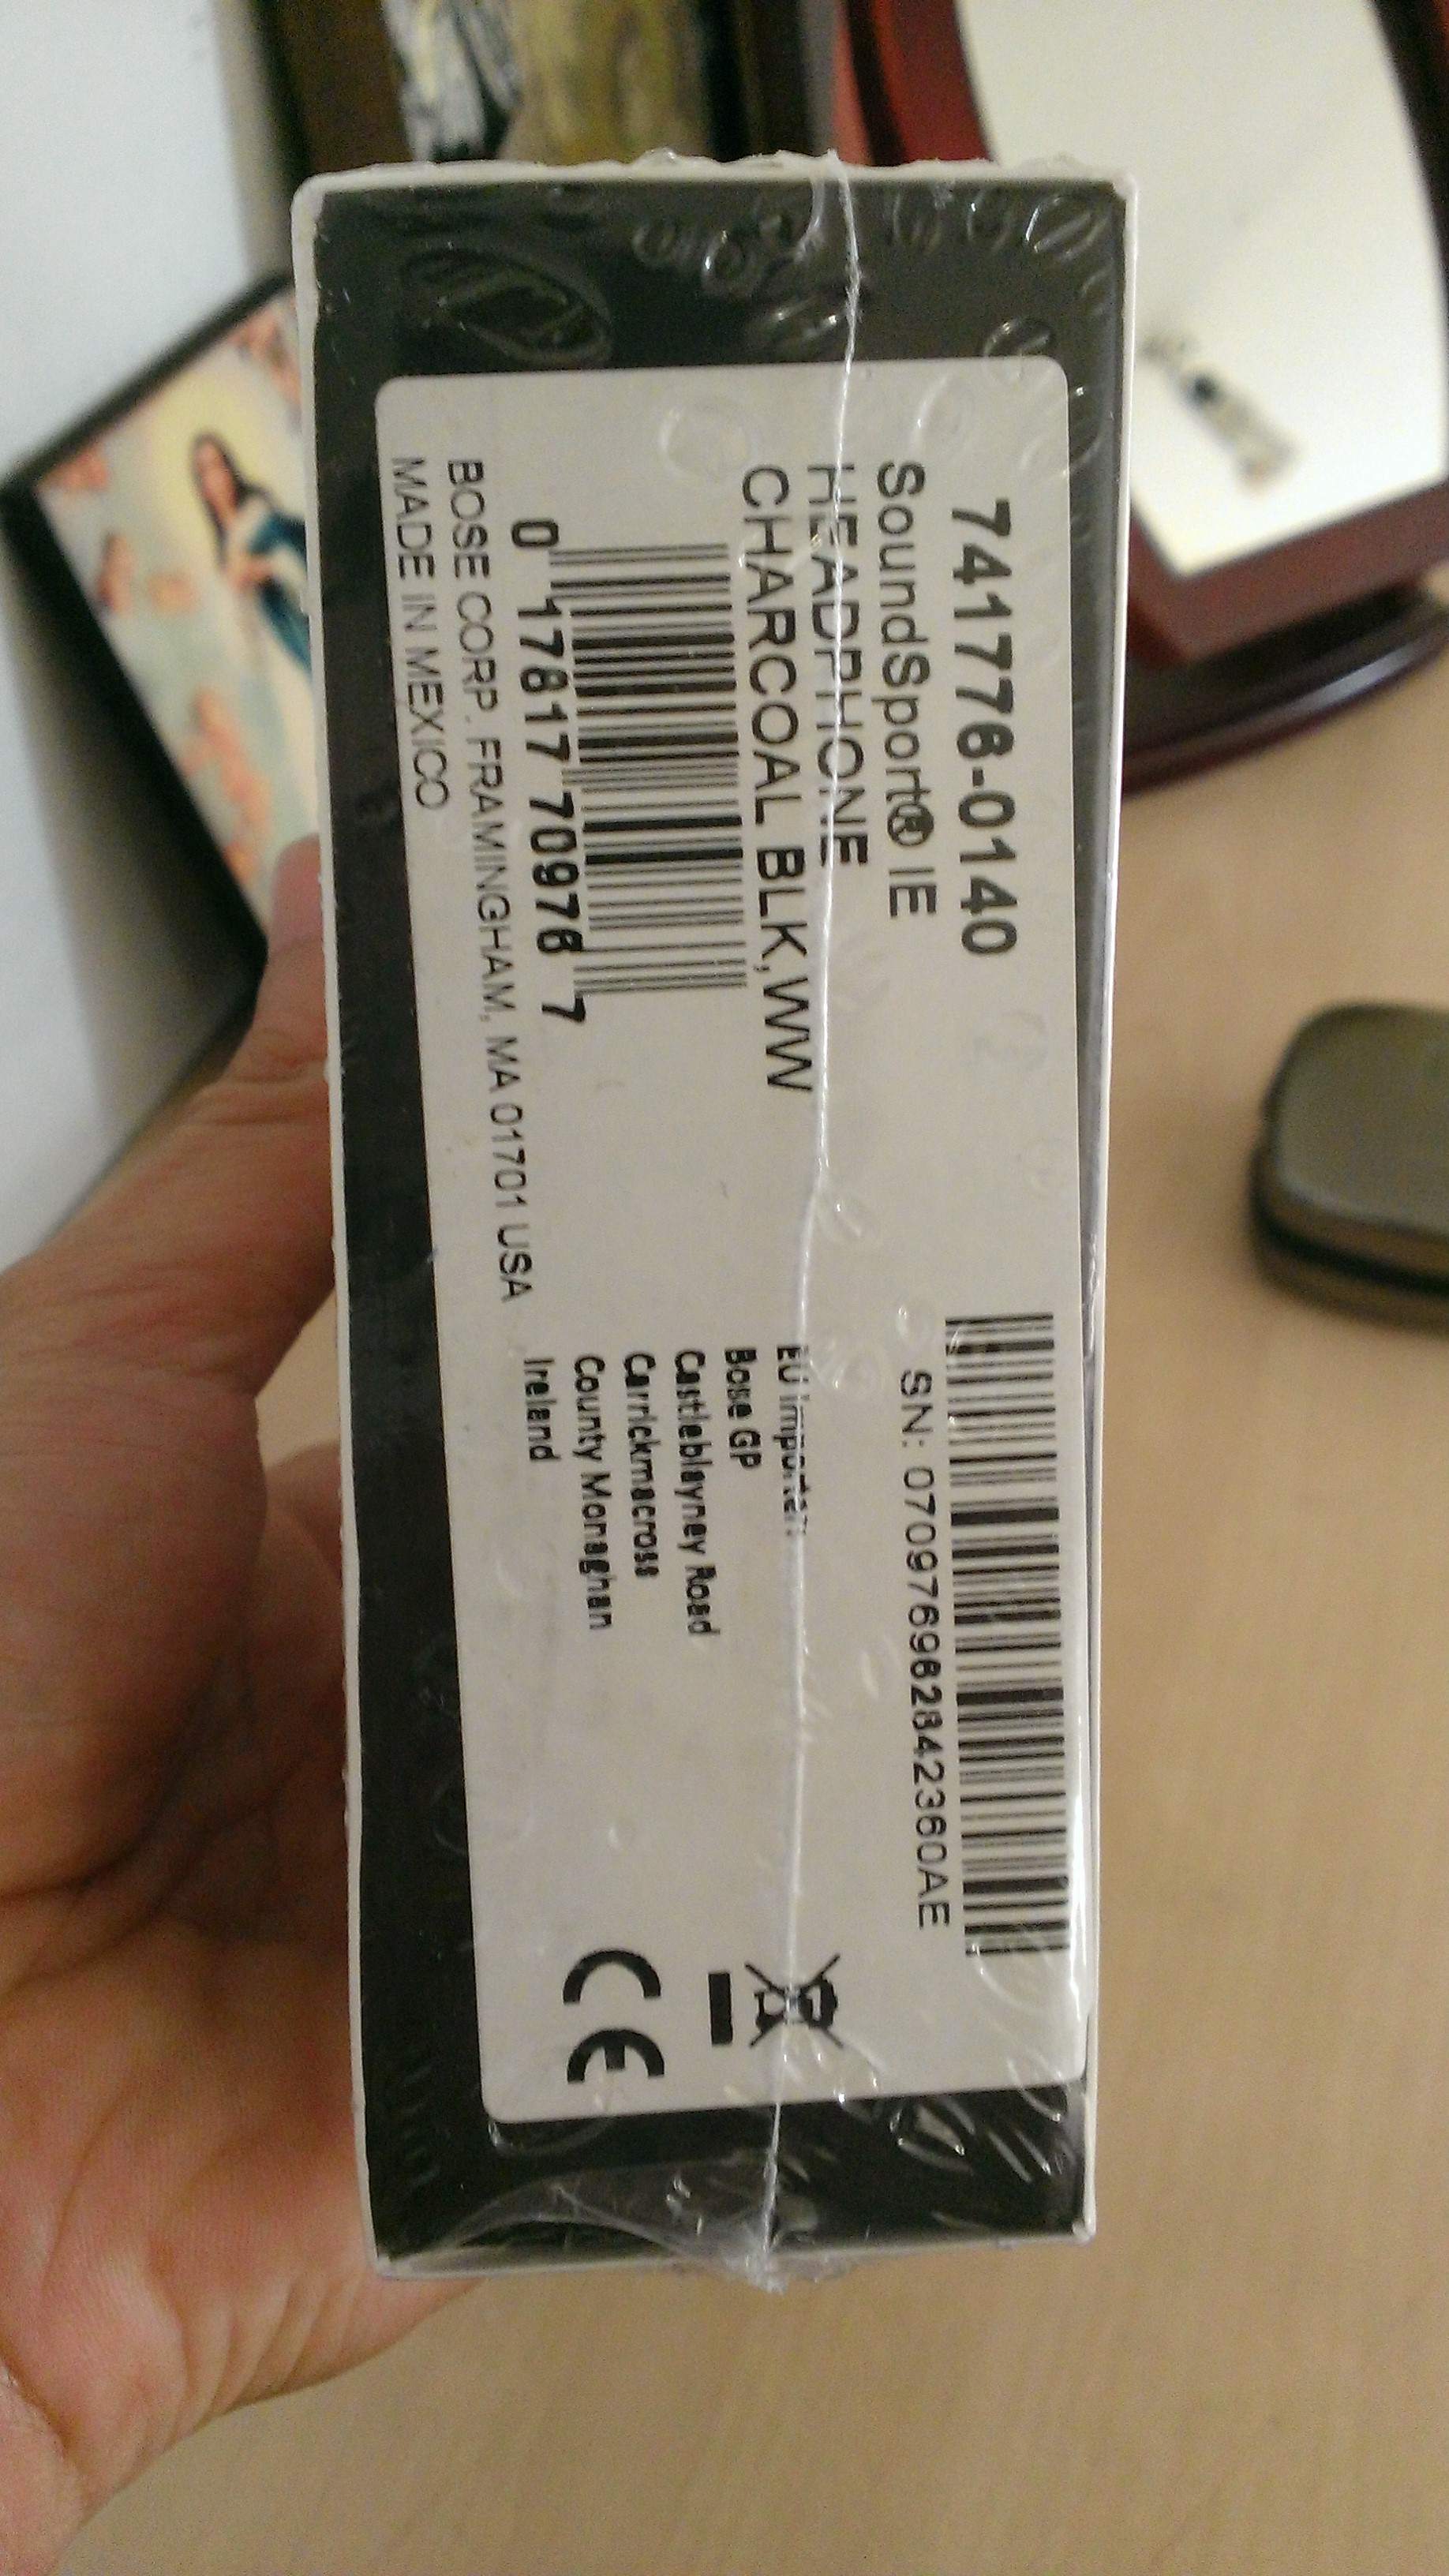 741776-0140
SoundSport® IE
HEADPHONE
CHARCOAL BLK,WW
0 17817 70976 7
BOSE CORP. FRAMINGHAM, MA 01701 USA
MADE IN MEXICO
SN: 070976962842360AE
EU Importer:
Bose GP
Castleblayney Road
Carrickmacross
County Monaghan
Ireland
CE